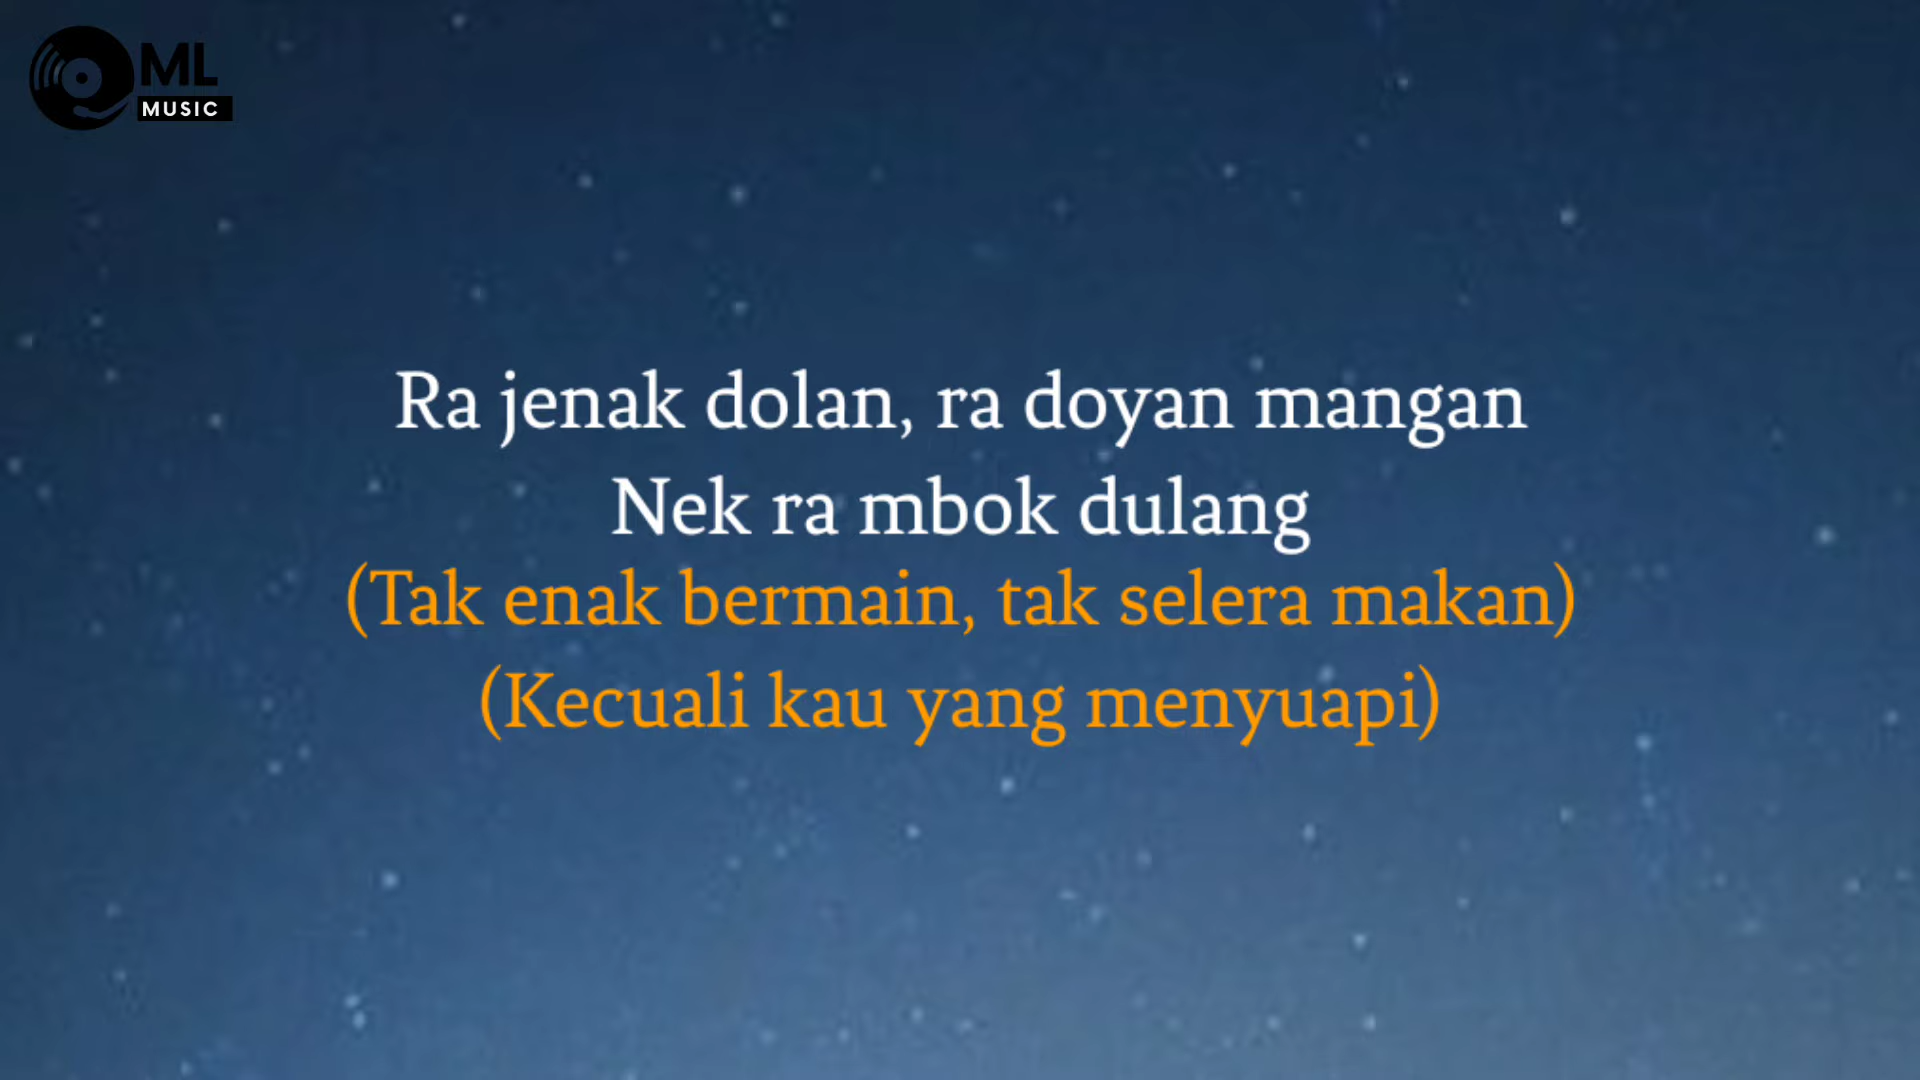 ML
MUSIC
Ra jenak dolan, ra doyan mangan
Nek ra mbok dulang
(Tak enak bermain, tak selera makan)
(Kecuali kau yang menyuapi)